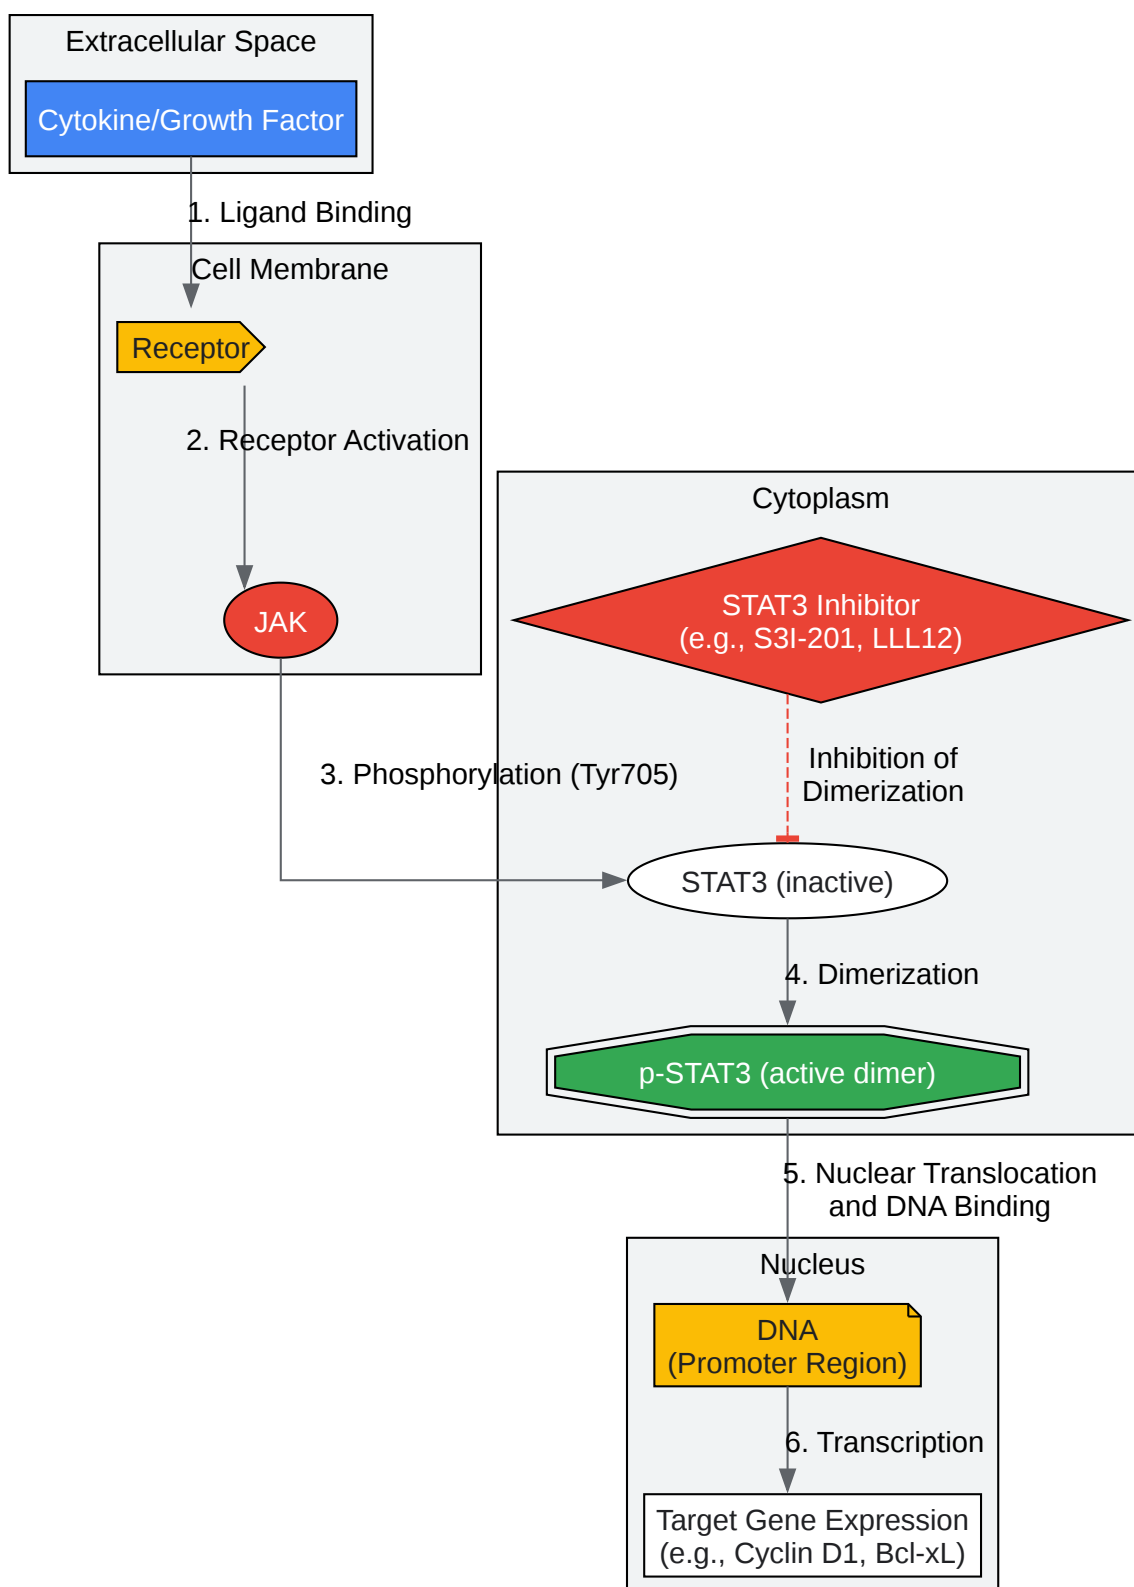 Extracellular Space
Cytokine/Growth Factor
1. Ligand Binding
Cell Membrane
Receptor
2. Receptor Activation
JAK
Cytoplasm
STAT3 Inhibitor
(e.g., S3I-201, LLL12)
3. Phosphorylation (Tyr705)
Inhibition of
Dimerization
STAT3 (inactive)
4. Dimerization
p-STAT3 (active dimer)
5. Nuclear Translocation
and DNA Binding
Nucleus
DNA
(Promoter Region)
6. Transcription
Target Gene Expression
(e.g., Cyclin D1, Bcl-xL)